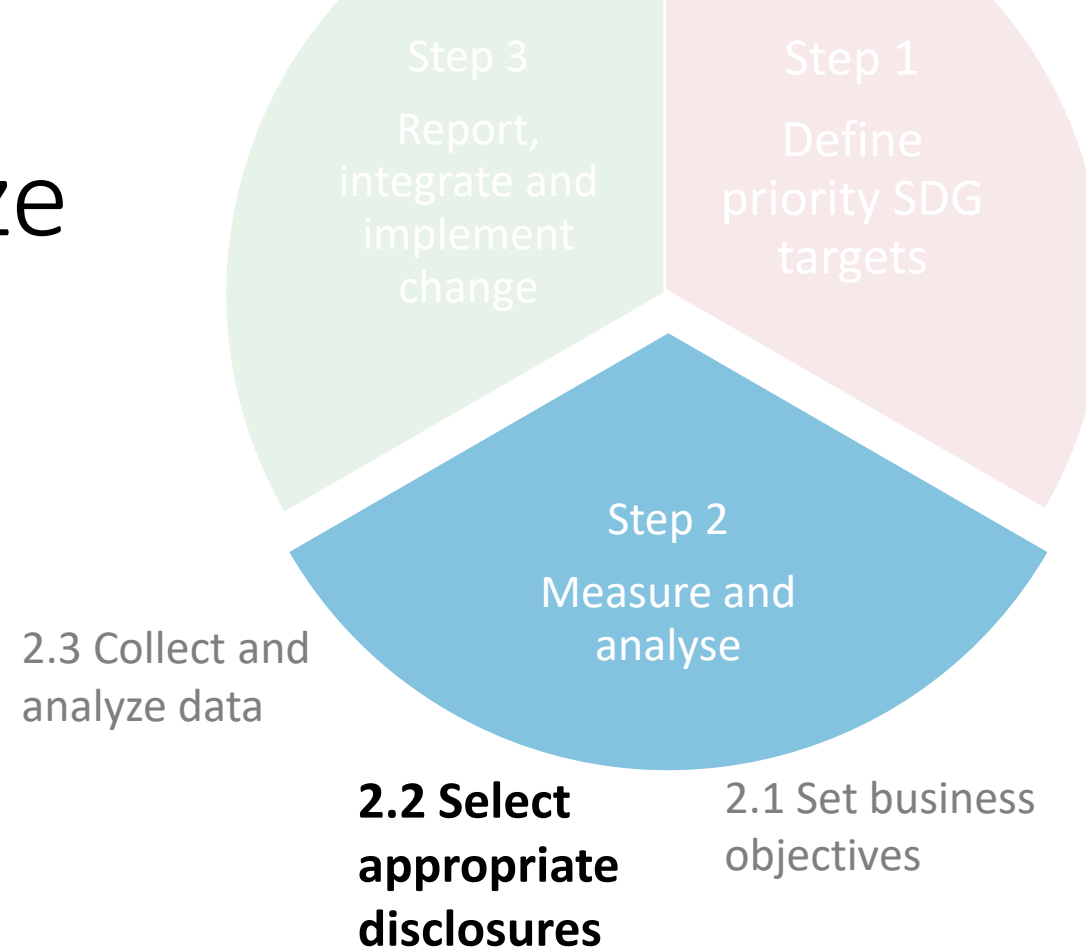 ze
Step 3
Report,
integrate and
implement
change
Step 1
Define
priority SDG
targets
Step 2
Measure and
analyse
2.3 Collect and
analyze data
2.2 Select
appropriate
disclosures
2.1 Set business
objectives